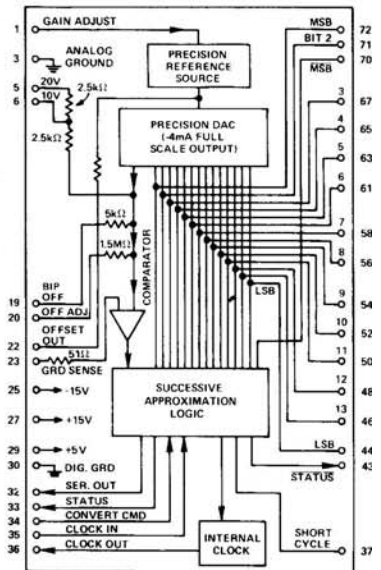 1
GAIN ADJUST
3
ANALOG
GROUND
5
20V
6
10V
2.5kΩ
2.5kΩ
PRECISION
REFERENCE
SOURCE
PRECISION DAC
(-4mA FULL
SCALE OUTPUT)
5kΩ
1.5MΩ
COMPARATOR
19
BIP
OFF
20
OFF ADJ
22
OFFSET
OUT
23
51Ω
GRD SENSE
25
-15V
27
+15V
29
+5V
30
DIG. GRD
32
SER. OUT
33
STATUS
34
CONVERT CMD
35
CLOCK IN
36
CLOCK OUT
SUCCESSIVE
APPROXIMATION
LOGIC
INTERNAL
CLOCK
MSB
72
BIT 2
71
MSB
70
3
67
4
65
5
63
6
61
7
58
8
56
9
54
10
52
11
50
12
48
13
46
LSB
LSB
44
STATUS
43
SHORT
CYCLE
37